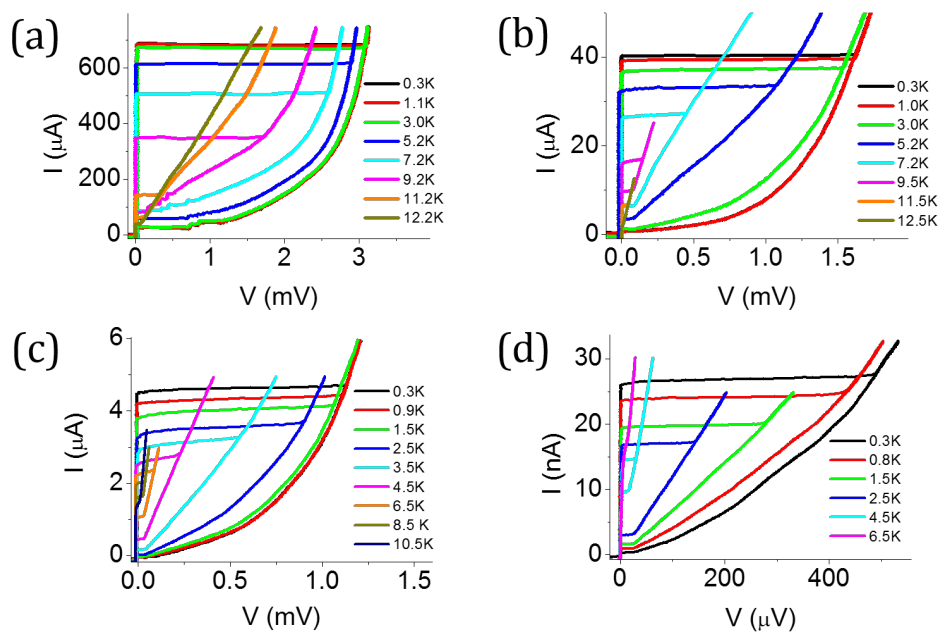 (a)
I (μA)
600
400
200
0
0
1
2
3
V (mV)
0.3K
1.1K
3.0K
5.2K
7.2K
9.2K
11.2K
12.2K
(b)
I (μA)
40
20
0
0.0
0.5
1.0
1.5
V (mV)
0.3K
1.0K
3.0K
5.2K
7.2K
9.5K
11.5K
12.5K
(c)
I (μA)
6
4
2
0
0.0
0.5
1.0
1.5
V (mV)
0.3K
0.9K
1.5K
2.5K
3.5K
4.5K
6.5K
8.5 K
10.5K
(d)
I (nA)
30
20
10
0
0
200
400
V (μV)
0.3K
0.8K
1.5K
2.5K
4.5K
6.5K